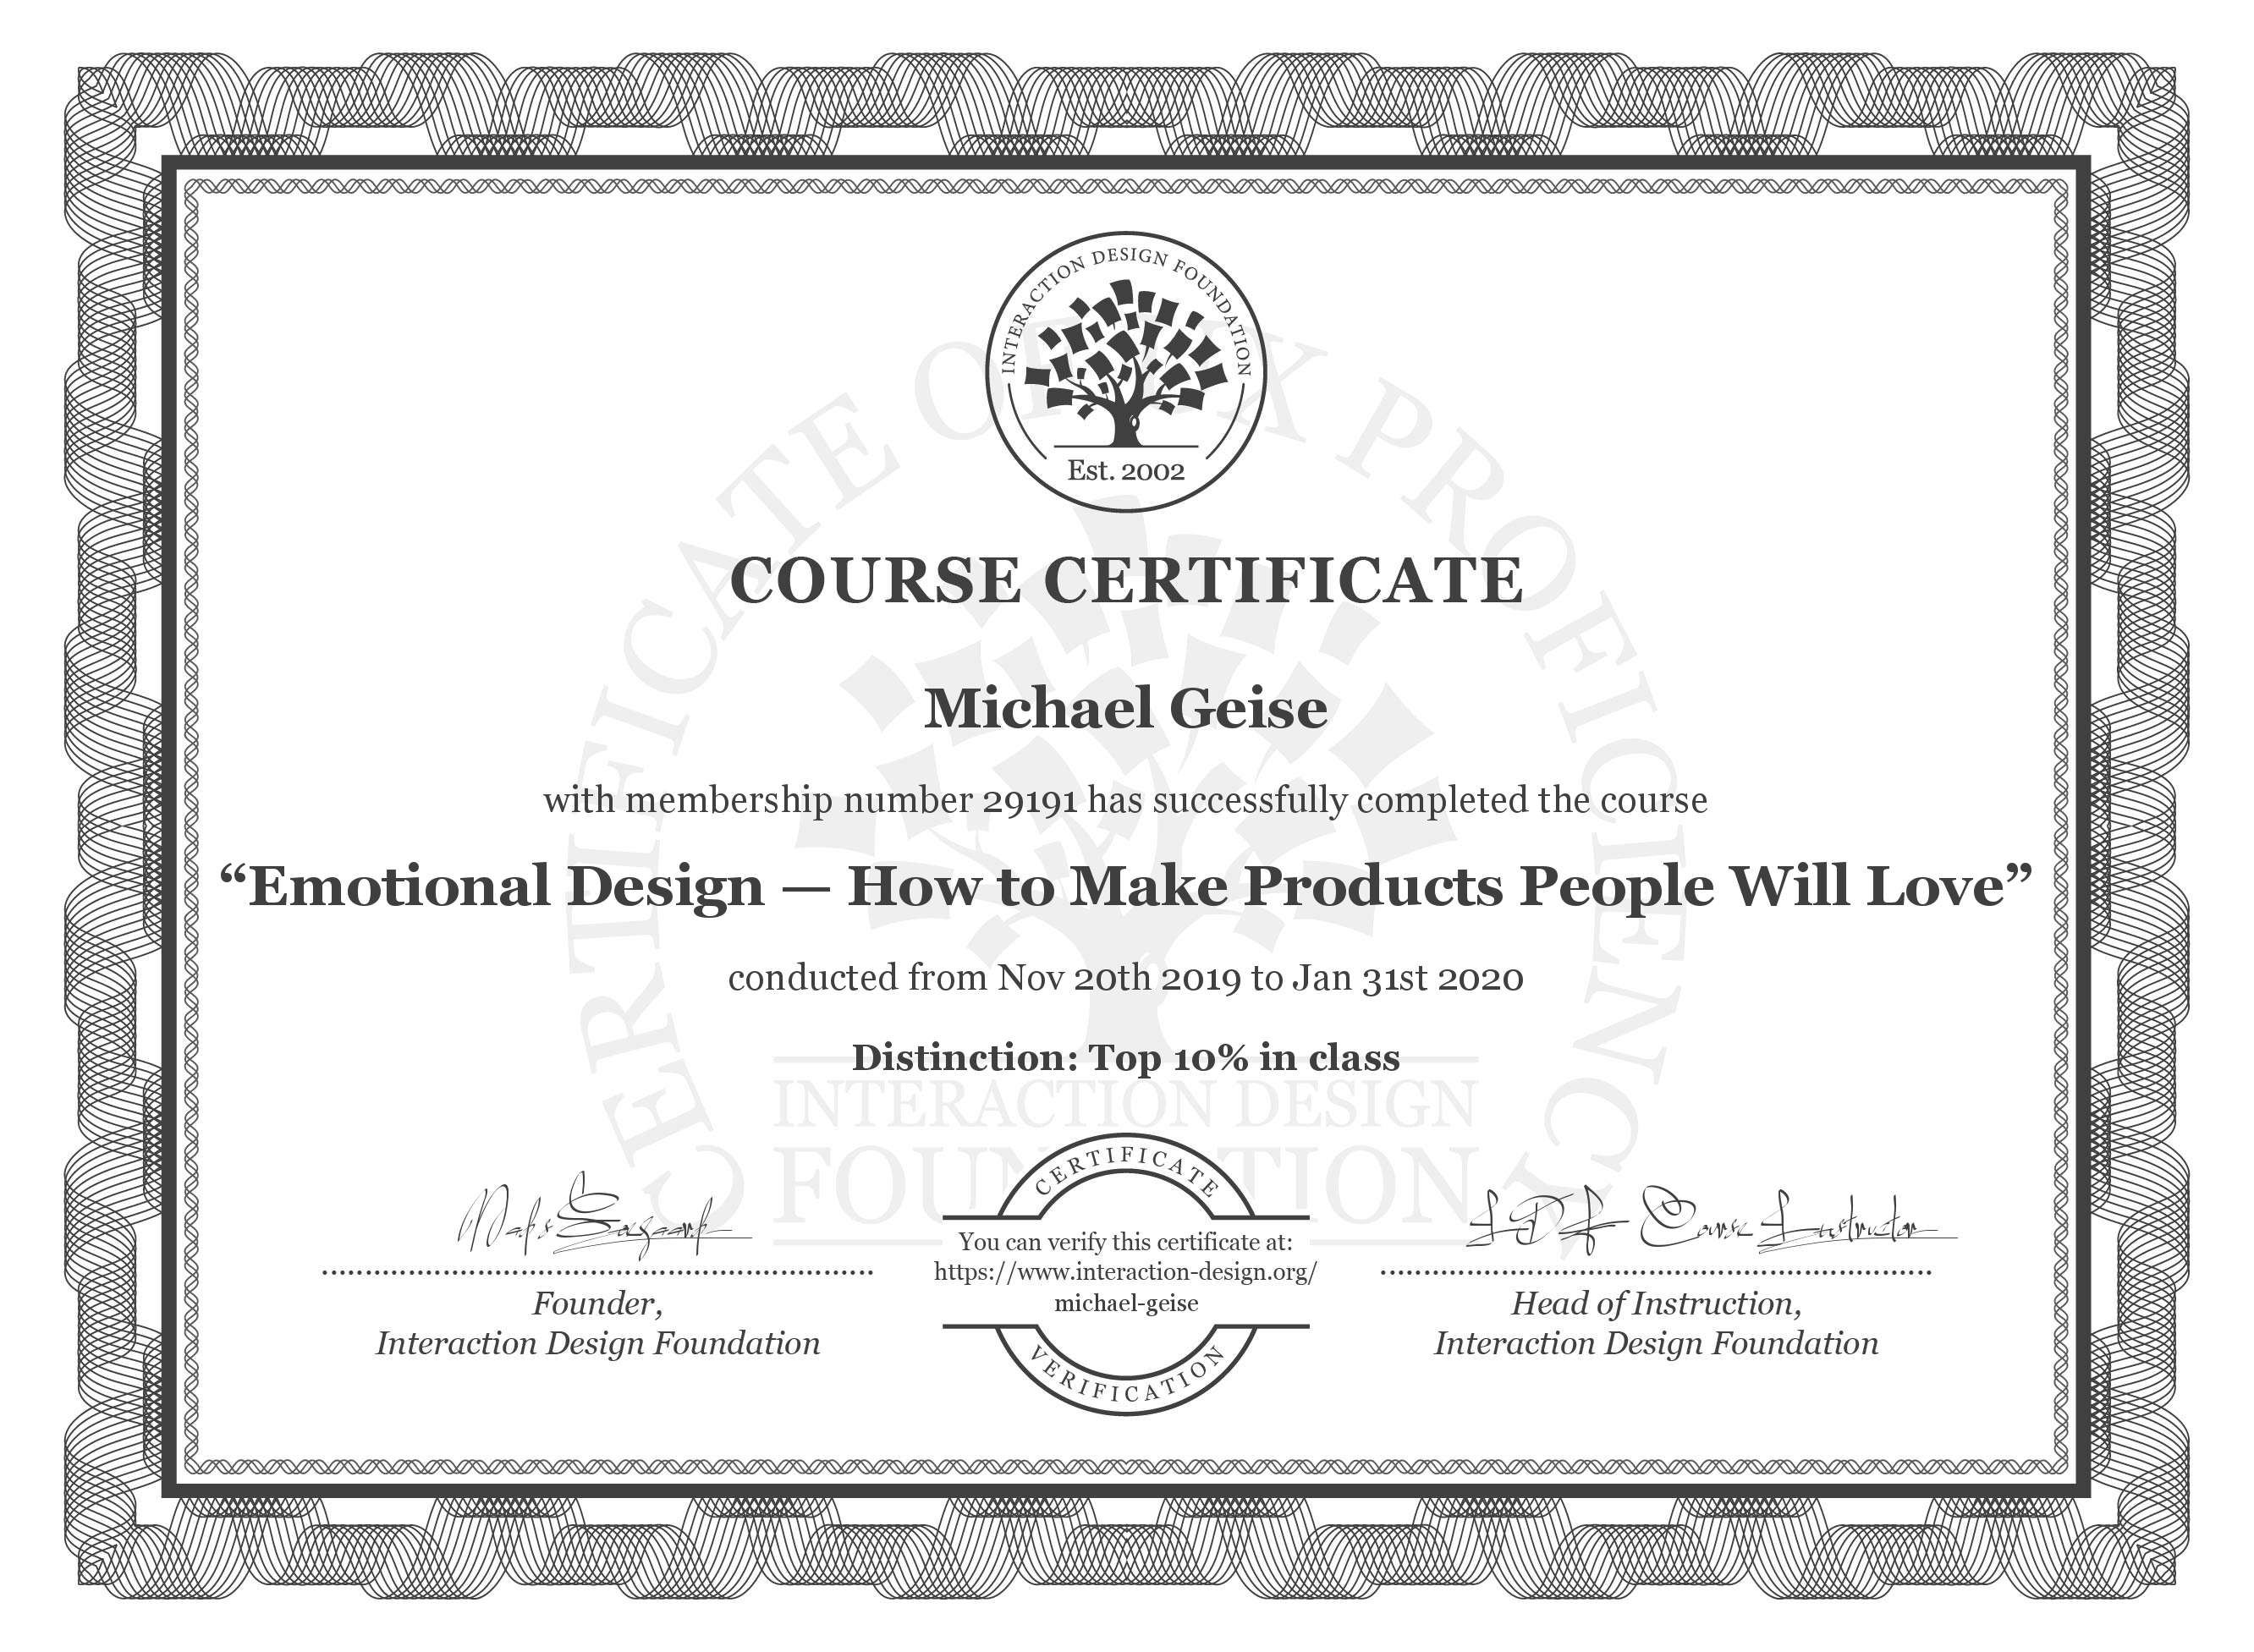 INTERACTION DESIGN FOUNDATION
Est. 2002
CERTIFICATE OF UX PROFICIENCY
COURSE CERTIFICATE
Michael Geise
with membership number 29191 has successfully completed the course
“Emotional Design — How to Make Products People Will Love”
conducted from Nov 20th 2019 to Jan 31st 2020
Distinction: Top 10% in class
INTERACTION DESIGN
FOUNDATION
CERTIFICATE
You can verify this certificate at:
https://www.interaction-design.org/
michael-geise
VERIFICATION
IDF Course Instructor
Founder,
Interaction Design Foundation
Head of Instruction,
Interaction Design Foundation